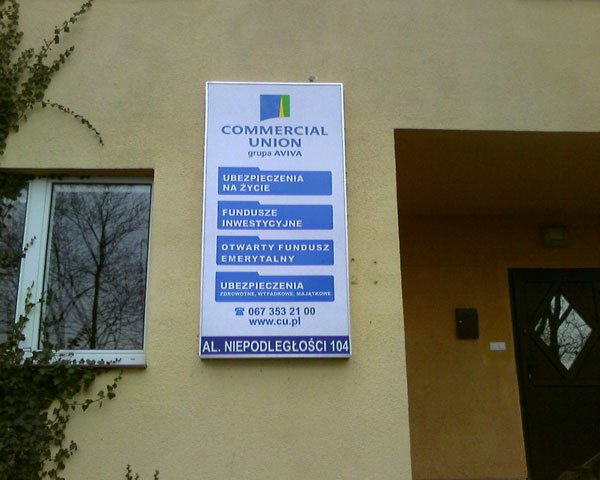 COMMERCIAL
UNION
grupa AVIVA
UBEZPIECZENIA
NA ŻYCIE
FUNDUSZE
INWESTYCYJNE
OTWARTY FUNDUSZ
EMERYTALNY
UBEZPIECZENIA
ZDROWOTNE, WYPADKOWE, MAJĄTKOWE
☎ 067 353 21 00
www.cu.pl
AL. NIEPODLEGŁOŚCI 104